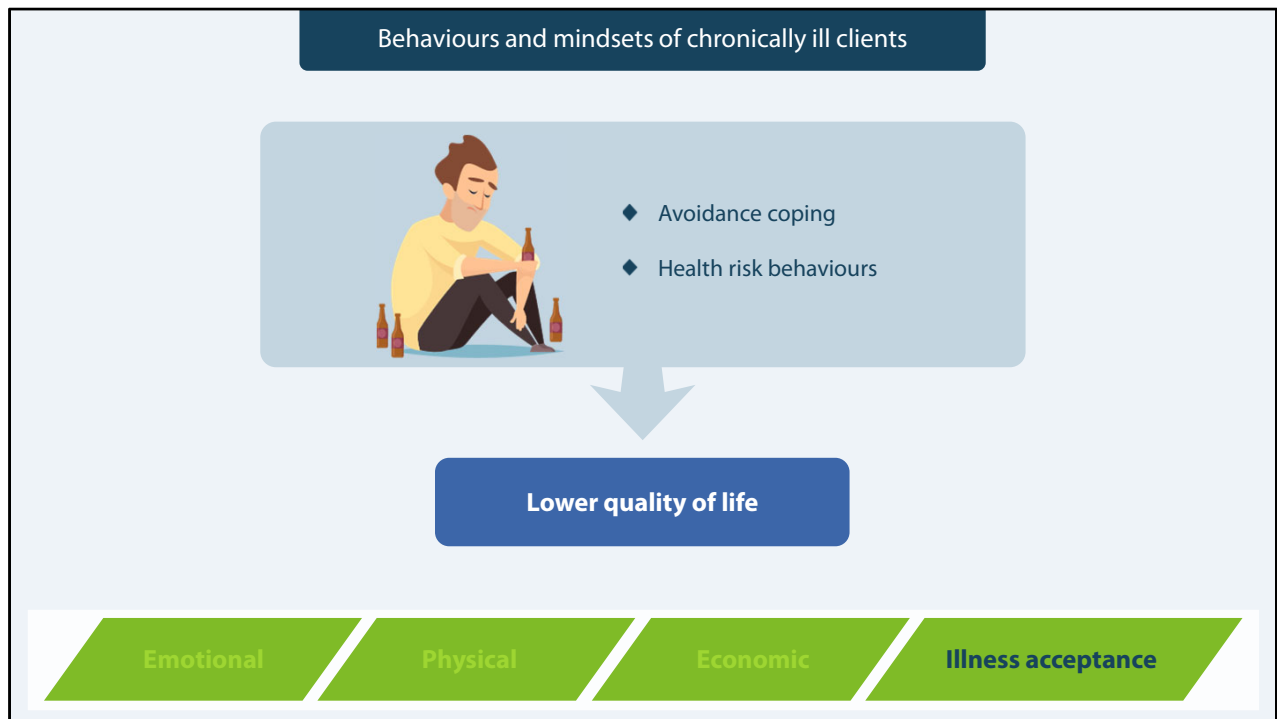 Behaviours and mindsets of chronically ill clients
Avoidance coping
Health risk behaviours
Lower quality of life
Emotional
Physical
Economic
Illness acceptance